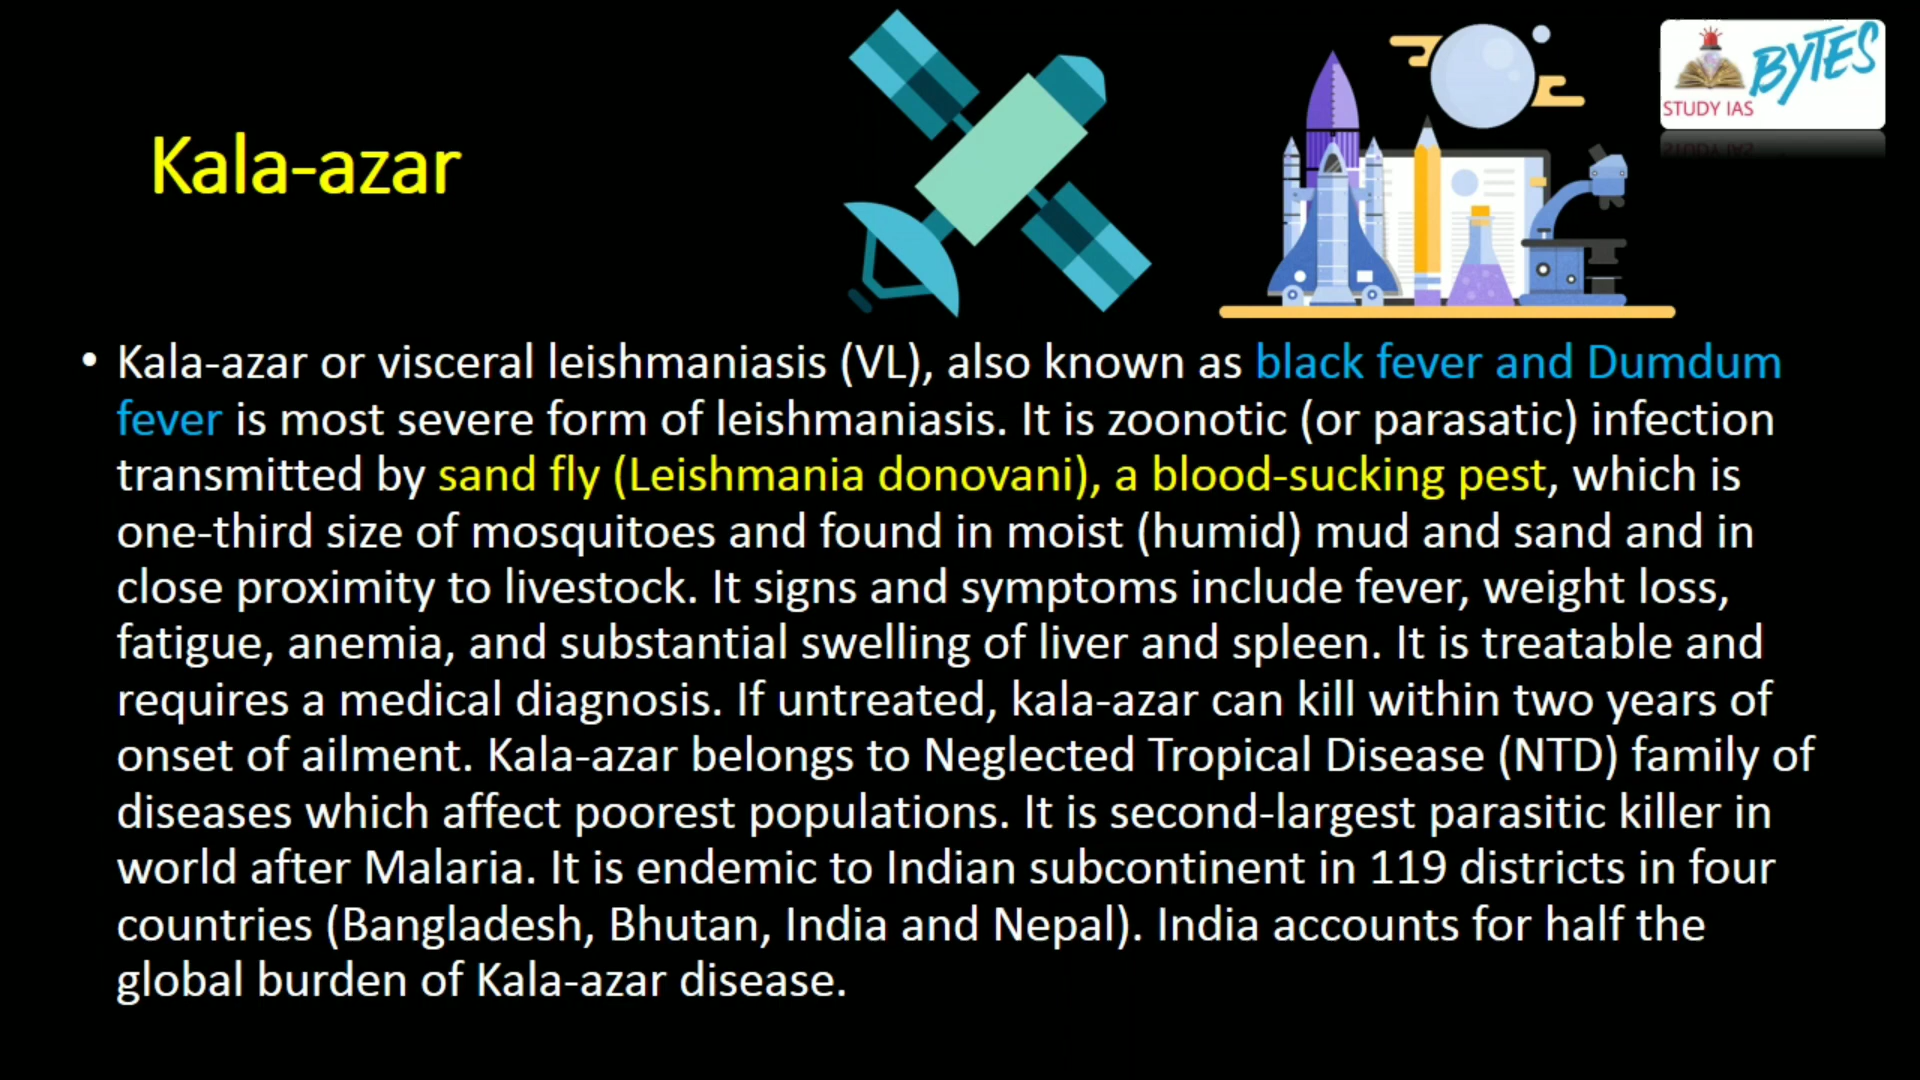 BYTES
STUDY IAS
Kala-azar
• Kala-azar or visceral leishmaniasis (VL), also known as black fever and Dumdum
fever is most severe form of leishmaniasis. It is zoonotic (or parasatic) infection
transmitted by sand fly (Leishmania donovani), a blood-sucking pest, which is
one-third size of mosquitoes and found in moist (humid) mud and sand and in
close proximity to livestock. It signs and symptoms include fever, weight loss,
fatigue, anemia, and substantial swelling of liver and spleen. It is treatable and
requires a medical diagnosis. If untreated, kala-azar can kill within two years of
onset of ailment. Kala-azar belongs to Neglected Tropical Disease (NTD) family of
diseases which affect poorest populations. It is second-largest parasitic killer in
world after Malaria. It is endemic to Indian subcontinent in 119 districts in four
countries (Bangladesh, Bhutan, India and Nepal). India accounts for half the
global burden of Kala-azar disease.